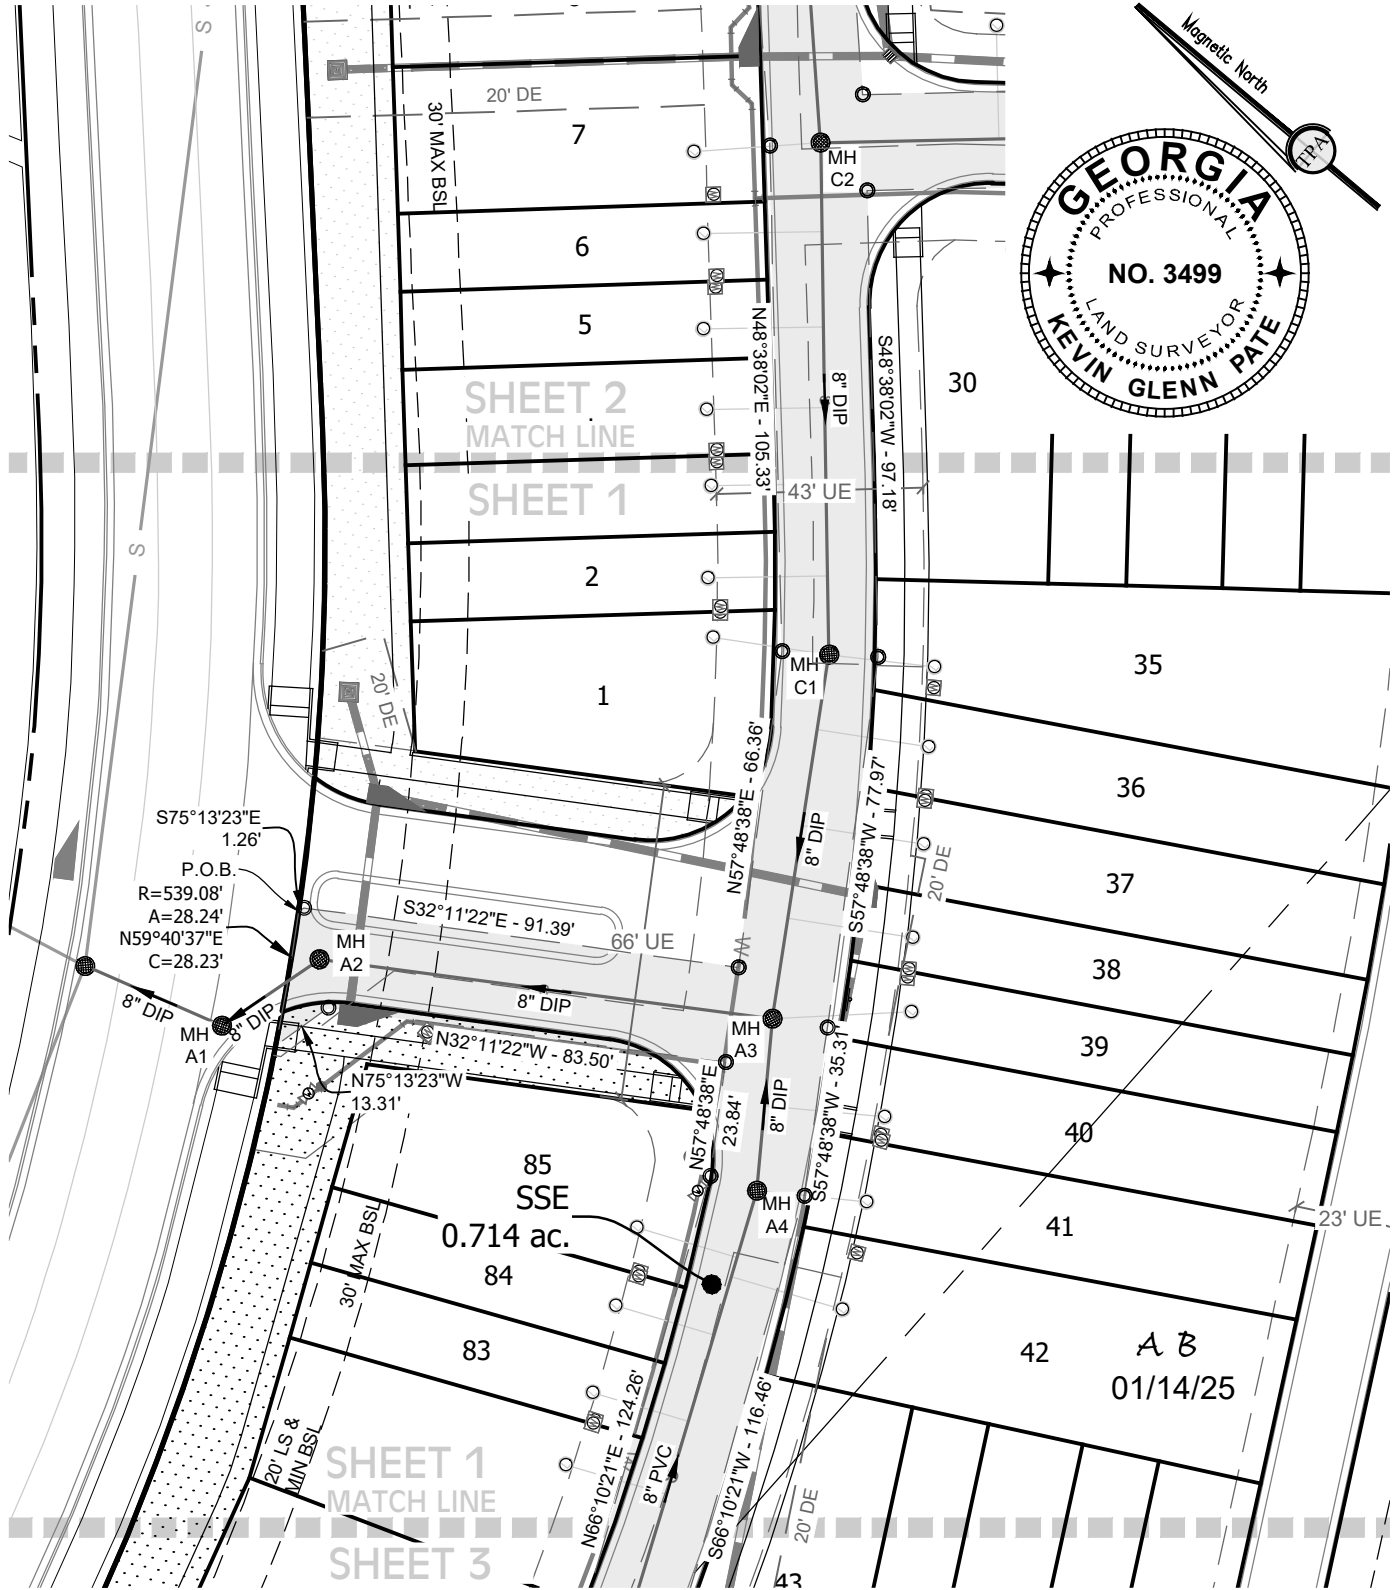 S
7
20' DE
30' MAX BSL
7
MH
C2
Magnetic North
TPA
GEORGIA
PROFESSIONAL
NO. 3499
LAND SURVEYOR
KEVIN GLENN PATE
6
5
N48°38'02"E - 105.33'
8" DIP
S48°38'02"W - 97.18'
30
SHEET 2
MATCH LINE
SHEET 1
43' UE
S
2
MH
C1
35
1
20' DE
N57°48'38"E - 66.36'
S57°48'38"W - 77.97'
36
S75°13'23"E
1.26'
P.O.B.
R=539.08'
A=28.24'
N59°40'37"E
C=28.23'
8" DIP
37
20' DE
S32°11'22"E - 91.39'
66' UE
MH
A2
38
8" DIP
8" DIP
8" DIP
MH
A1
MH
A3
N32°11'22"W - 83.50'
39
N75°13'23"W
13.31'
N57°48'38"E
23.84'
8" DIP
S57°48'38"W - 35.31'
40
85
SSE
0.714 ac.
MH
A4
41
23' UE
30' MAX BSL
84
83
42
A B
01/14/25
N66°10'21"E - 124.26'
S66°10'21"W - 116.46'
20' LS &
MIN BSL
8" PVC
20' DE
SHEET 1
MATCH LINE
SHEET 3
43